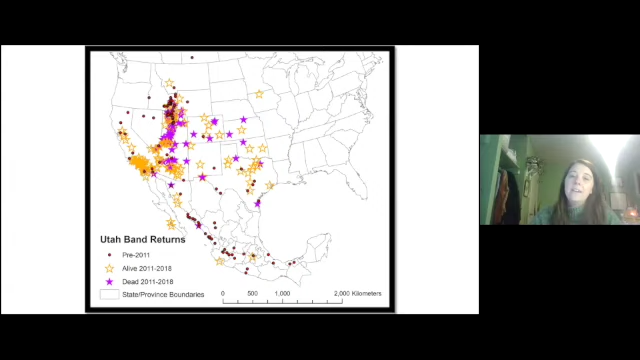 Utah Band Returns
Pre-2011
Alive 2011-2018
Dead 2011-2018
State/Province Boundaries
0 500 1,000 2,000 Kilometers